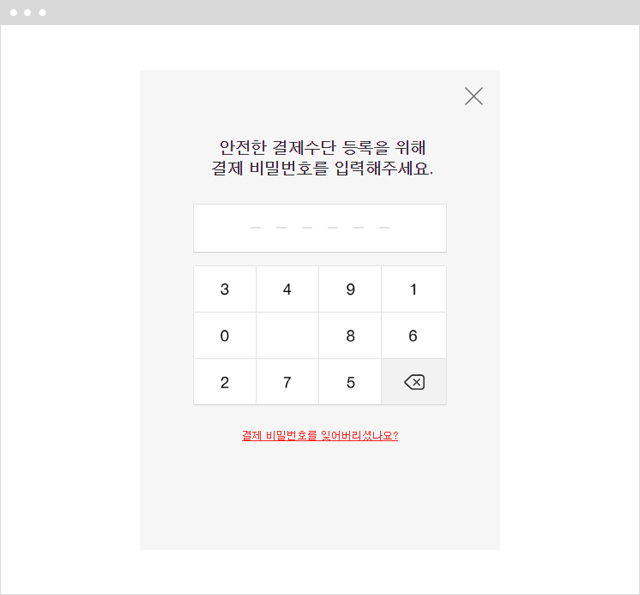 안전한 결제수단 등록을 위해
결제 비밀번호를 입력해주세요.
3 4 9 1
0 8 6
2 7 5
결제 비밀번호를 잊어버리셨나요?